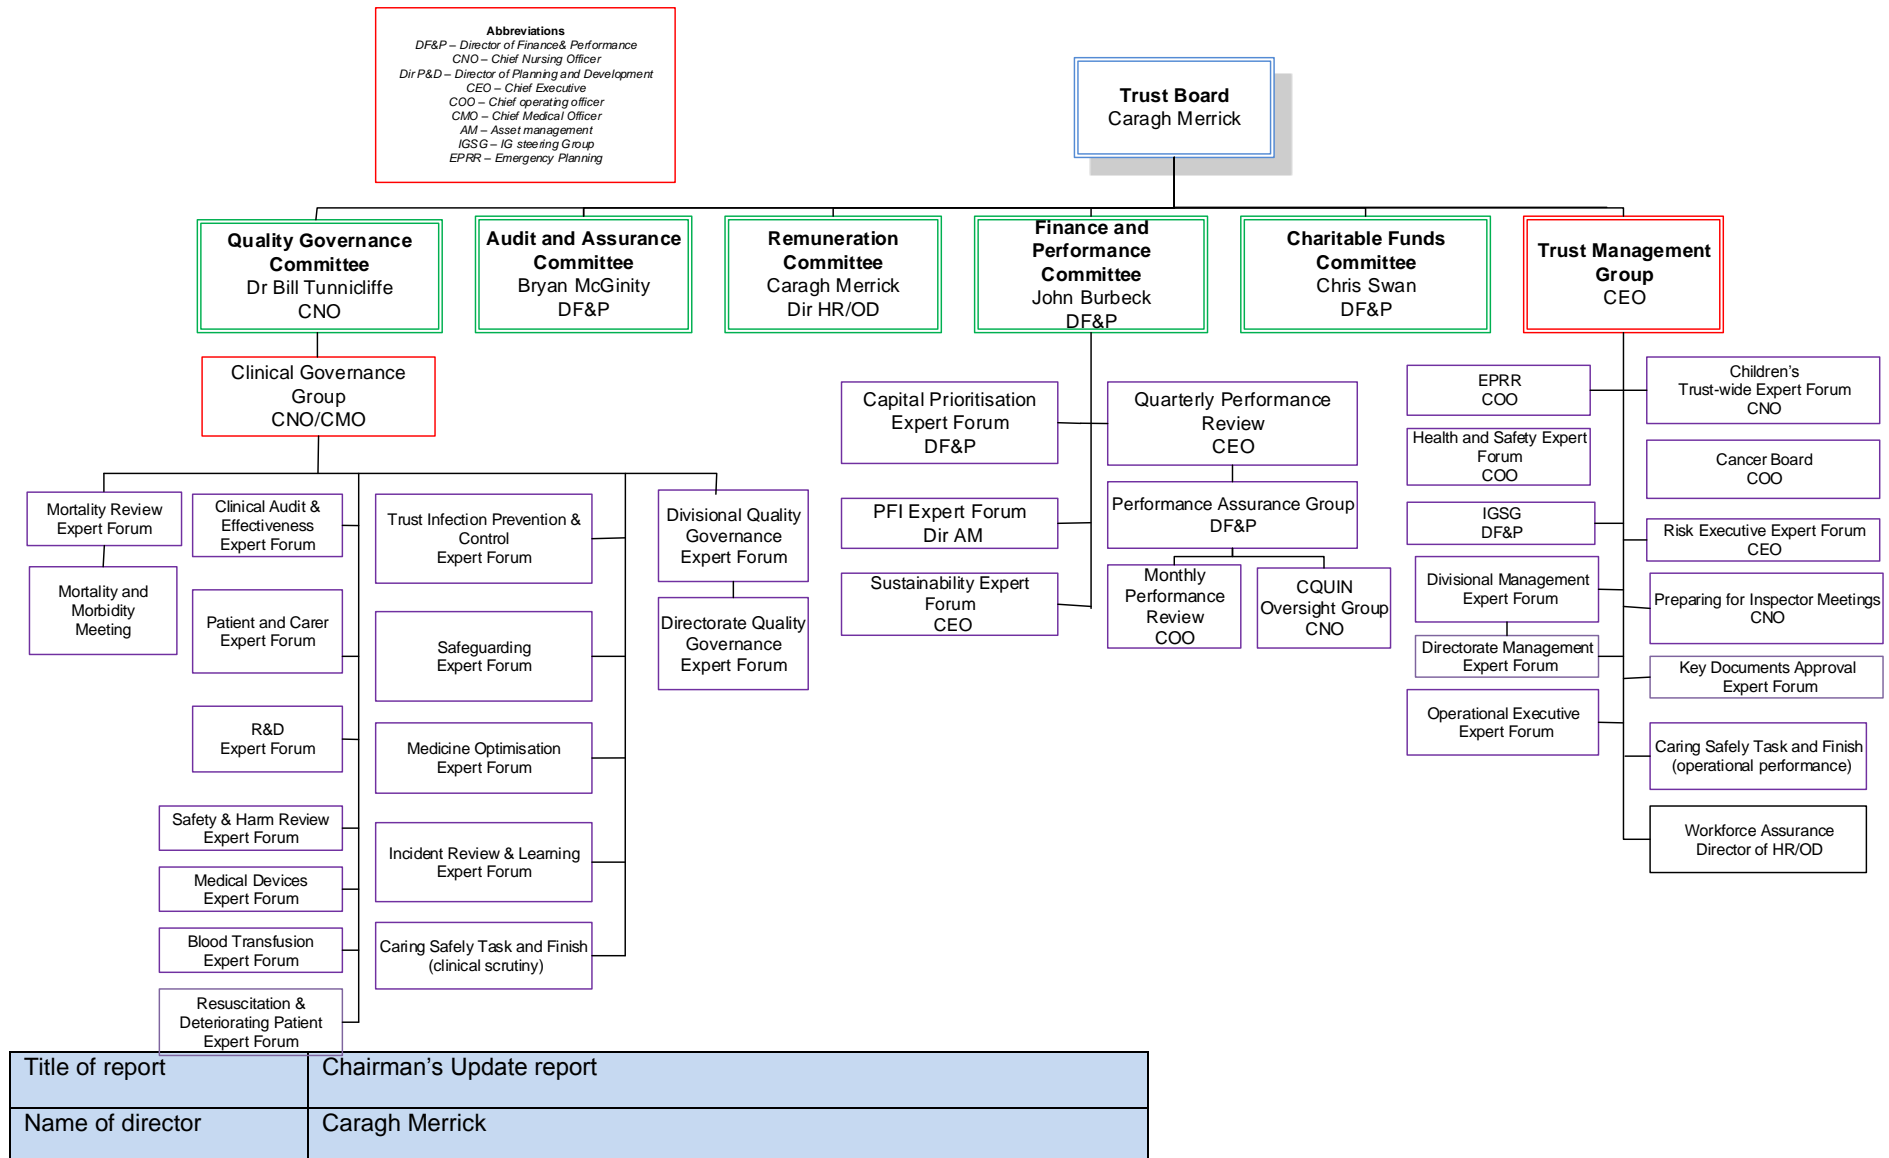 Abbreviations
DF&P – Director of Finance& Performance
CNO – Chief Nursing Officer
Dir P&D – Director of Planning and Development
CEO – Chief Executive
COO – Chief operating officer
CMO – Chief Medical Officer
AM – Asset management
IGSG – IG steering Group
EPRR – Emergency Planning
Trust Board
Caragh Merrick
Quality Governance
Committee
Dr Bill Tunnicliffe
CNO
Audit and Assurance
Committee
Bryan McGinity
DF&P
Remuneration
Committee
Caragh Merrick
Dir HR/OD
Finance and
Performance
Committee
John Burbeck
DF&P
Charitable Funds
Committee
Chris Swan
DF&P
Trust Management
Group
CEO
Clinical Governance
Group
CNO/CMO
Mortality Review
Expert Forum
Mortality and
Morbidity
Meeting
Clinical Audit &
Effectiveness
Expert Forum
Patient and Carer
Expert Forum
R&D
Expert Forum
Safety & Harm Review
Expert Forum
Medical Devices
Expert Forum
Blood Transfusion
Expert Forum
Resuscitation &
Deteriorating Patient
Expert Forum
Trust Infection Prevention &
Control
Expert Forum
Safeguarding
Expert Forum
Medicine Optimisation
Expert Forum
Incident Review & Learning
Expert Forum
Caring Safely Task and Finish
(clinical scrutiny)
Divisional Quality
Governance
Expert Forum
Directorate Quality
Governance
Expert Forum
Capital Prioritisation
Expert Forum
DF&P
PFI Expert Forum
Dir AM
Sustainability Expert
Forum
CEO
Quarterly Performance
Review
CEO
Performance Assurance Group
DF&P
Monthly
Performance
Review
COO
CQUIN
Oversight Group
CNO
EPRR
COO
Health and Safety Expert
Forum
COO
IGSG
DF&P
Divisional Management
Expert Forum
Directorate Management
Expert Forum
Operational Executive
Expert Forum
Children's
Trust-wide Expert Forum
CNO
Cancer Board
COO
Risk Executive Expert Forum
CEO
Preparing for Inspector Meetings
CNO
Key Documents Approval
Expert Forum
Caring Safely Task and Finish
(operational performance)
Workforce Assurance
Director of HR/OD
Title of report Chairman's Update report
Name of director Caragh Merrick